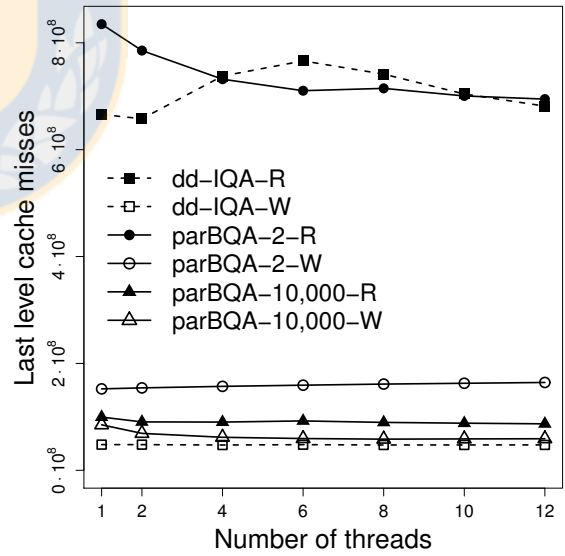 Last level cache misses
8·10⁸
6·10⁸
4·10⁸
2·10⁸
0·10⁸
dd−IQA−R
dd−IQA−W
parBQA−2−R
parBQA−2−W
parBQA−10,000−R
parBQA−10,000−W
1 2 4 6 8 10 12
Number of threads